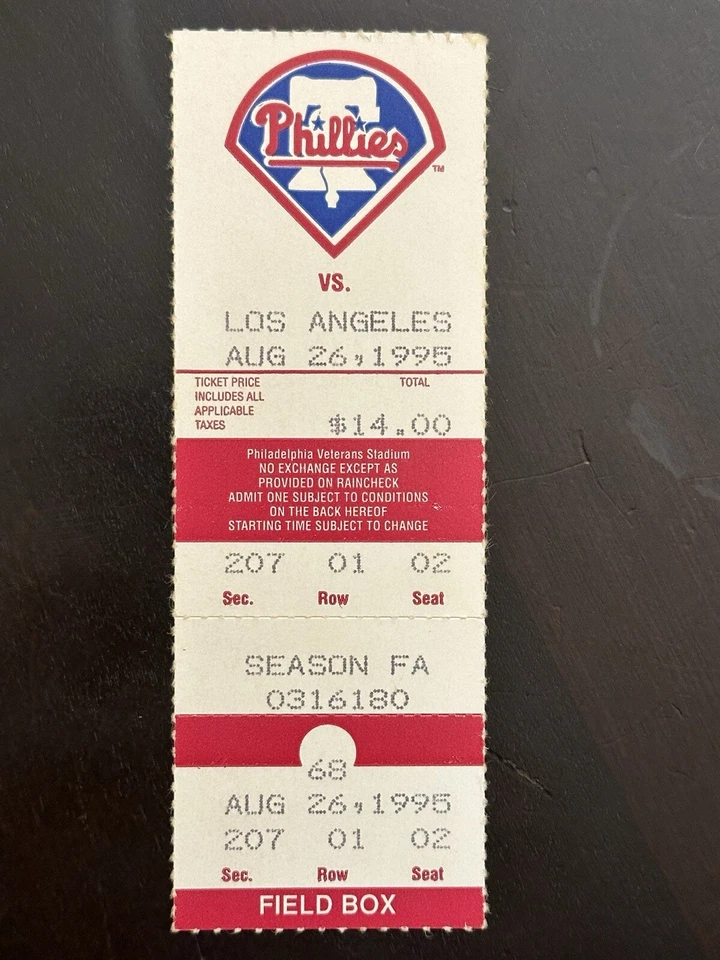 Phillies
TM
VS.
LOS ANGELES
AUG 26,1995
TICKET PRICE
INCLUDES ALL
APPLICABLE
TAXES
TOTAL
$14.00
Philadelphia Veterans Stadium
NO EXCHANGE EXCEPT AS
PROVIDED ON RAINCHECK
ADMIT ONE SUBJECT TO CONDITIONS
ON THE BACK HEREOF
STARTING TIME SUBJECT TO CHANGE
207 01 02
Sec. Row Seat
SEASON FA
0316180
68
AUG 26,1995
207 01 02
Sec. Row Seat
FIELD BOX